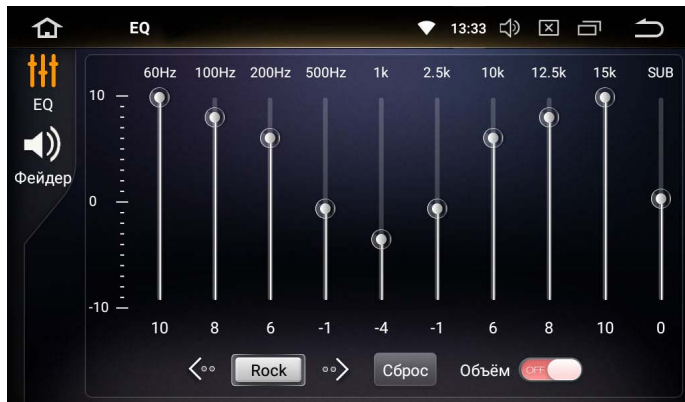 EQ 13:33
EQ
Фейдер
60Hz 100Hz 200Hz 500Hz 1k 2.5k 10k 12.5k 15k SUB
10
0
-10
10 8 6 -1 -4 -1 6 8 10 0
Rock Сброс Объём OFF